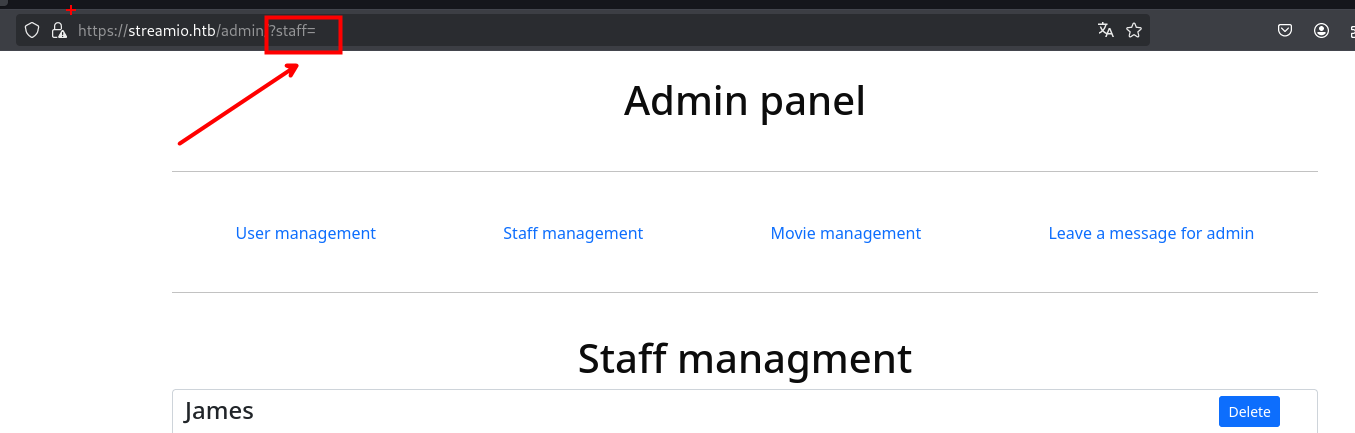 https://streamio.htb/admin/?staff=
Admin panel
User management Staff management Movie management Leave a message for admin
Staff managment
James Delete